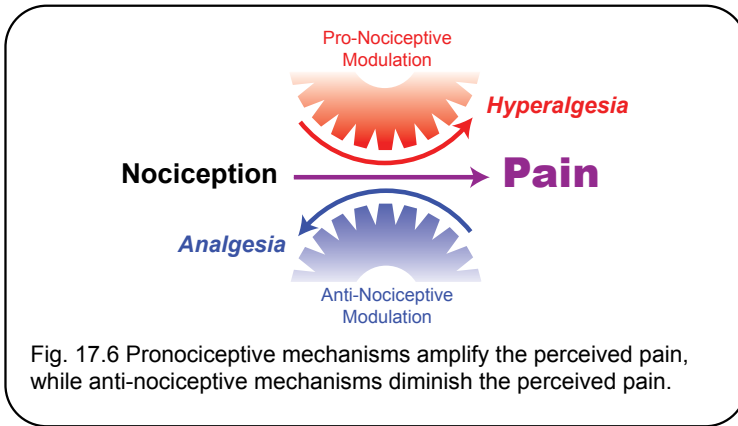 Pro-Nociceptive
Modulation
Hyperalgesia
Nociception
Pain
Analgesia
Anti-Nociceptive
Modulation
Fig. 17.6 Pronociceptive mechanisms amplify the perceived pain,
while anti-nociceptive mechanisms diminish the perceived pain.